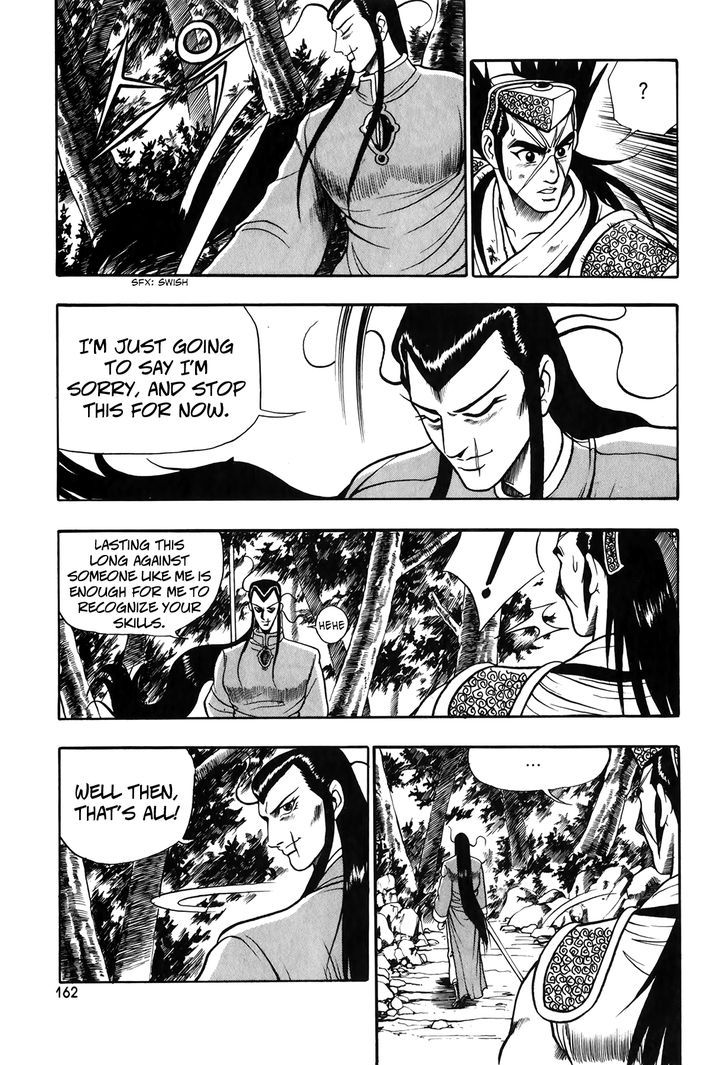 ?
SFX: SWISH
I'M JUST GOING
TO SAY I'M
SORRY, AND STOP
THIS FOR NOW.
LASTING THIS
LONG AGAINST
SOMEONE LIKE ME IS
ENOUGH FOR ME TO
RECOGNIZE YOUR
SKILLS.
HEHE
!
WELL THEN,
THAT'S ALL!
...
162